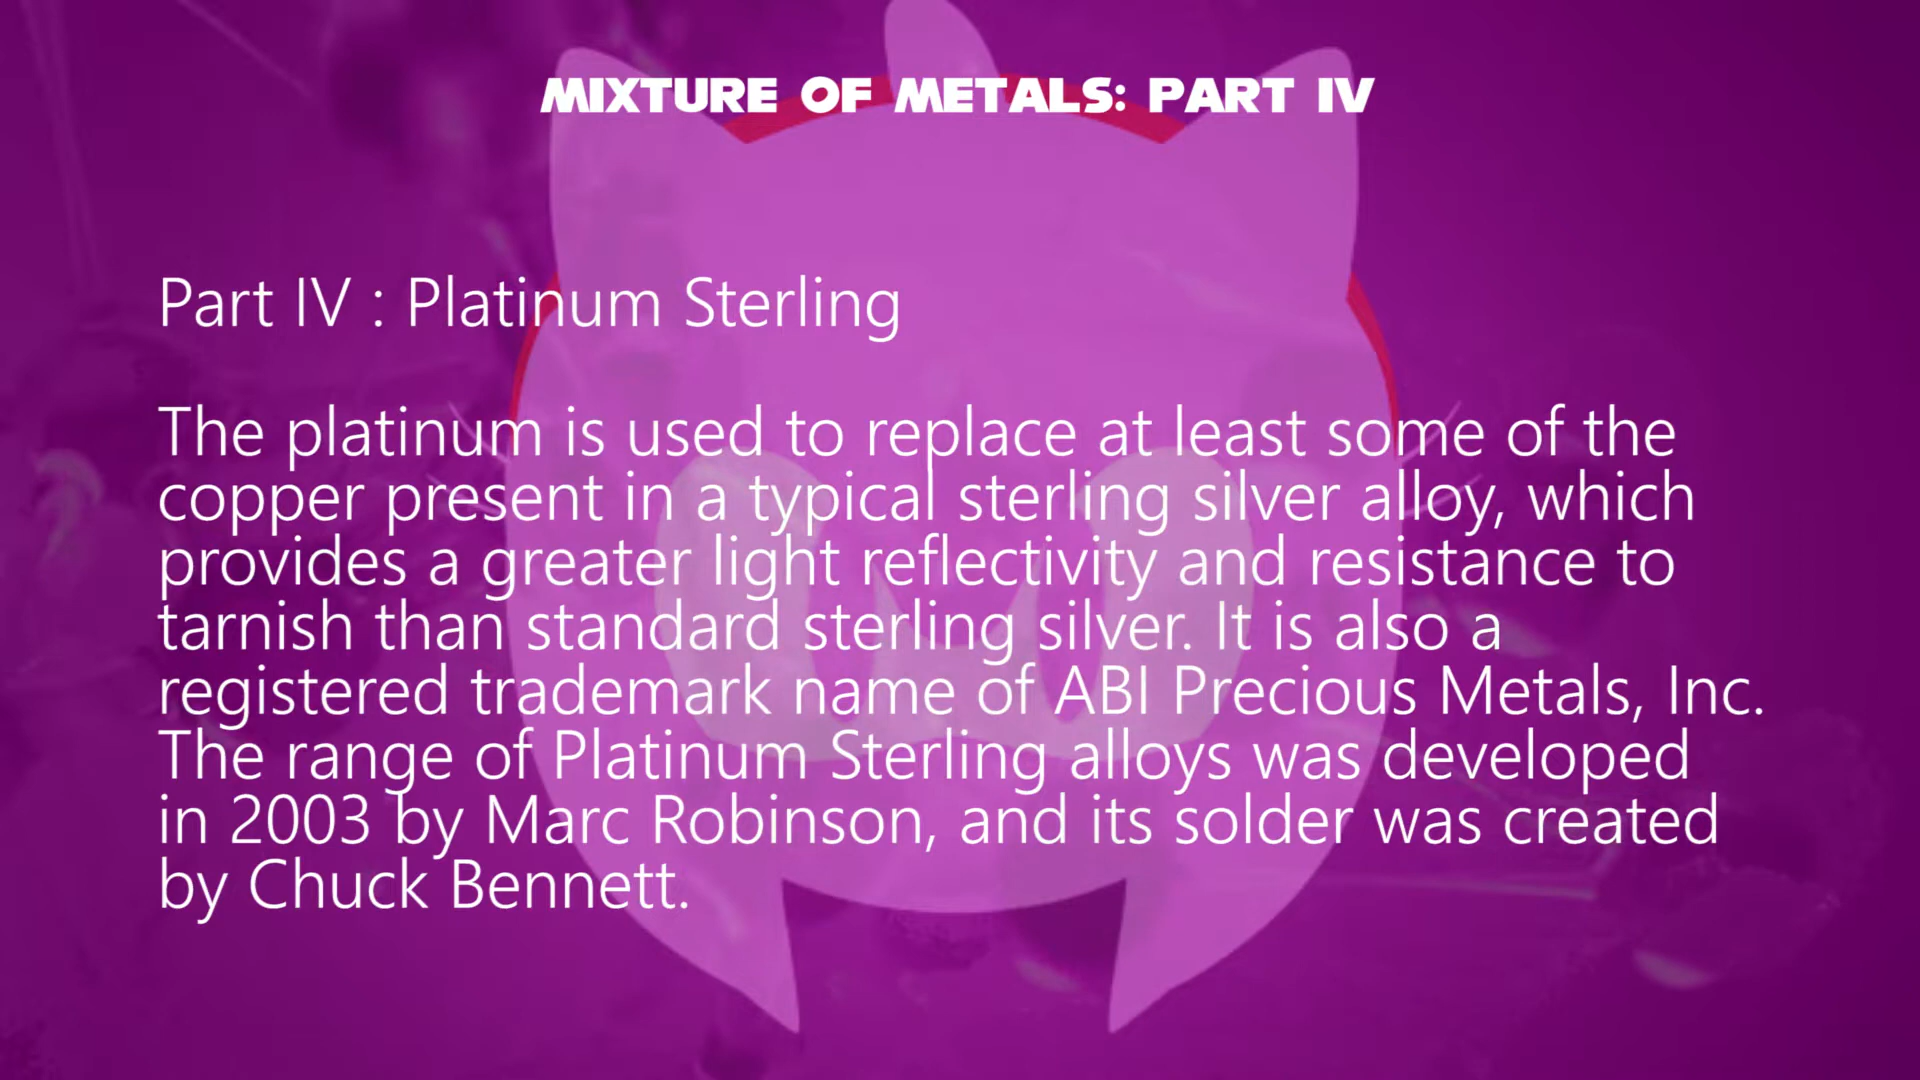 MIXTURE OF METALS: PART IV
Part IV : Platinum Sterling
The platinum is used to replace at least some of the
copper present in a typical sterling silver alloy, which
provides a greater light reflectivity and resistance to
tarnish than standard sterling silver. It is also a
registered trademark name of ABI Precious Metals, Inc.
The range of Platinum Sterling alloys was developed
in 2003 by Marc Robinson, and its solder was created
by Chuck Bennett.